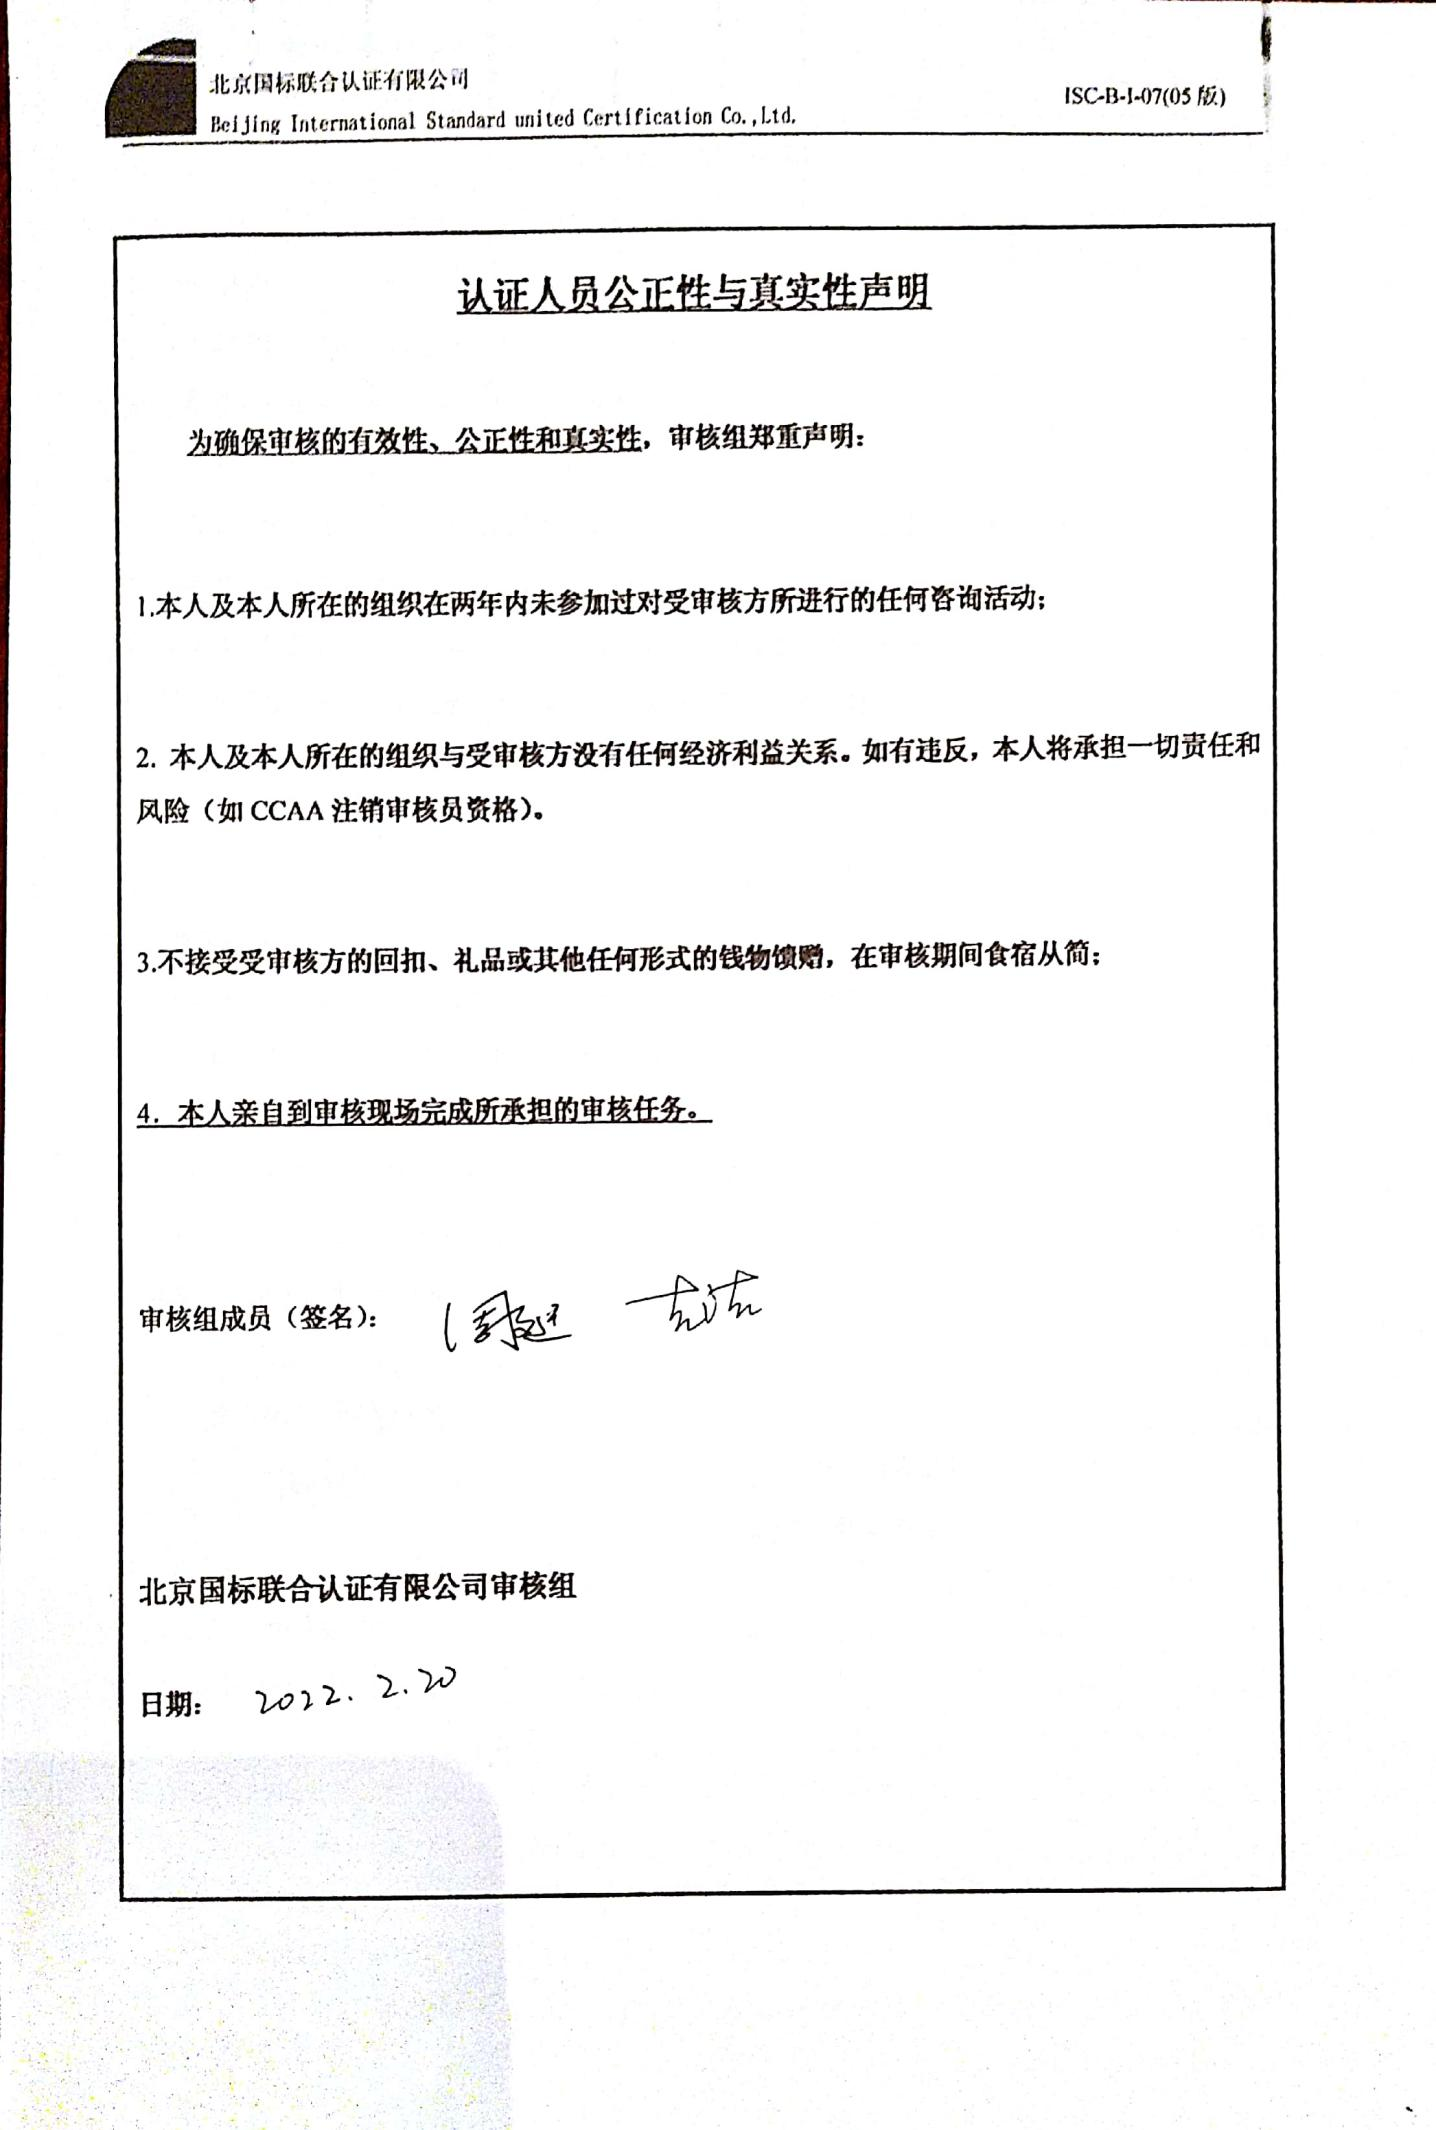 北京国标联合认证有限公司
Beijing International Standard united Certification Co.,Ltd.
ISC-B-I-07(05 版)
认证人员公正性与真实性声明
为确保审核的有效性、公正性和真实性，审核组郑重声明：
1.本人及本人所在的组织在两年内未参加过对受审核方所进行的任何咨询活动；
2. 本人及本人所在的组织与受审核方没有任何经济利益关系。如有违反，本人将承担一切责任和
风险（如 CCAA 注销审核员资格）。
3.不接受受审核方的回扣、礼品或其他任何形式的钱物馈赠，在审核期间食宿从简；
4. 本人亲自到审核现场完成所承担的审核任务。
审核组成员（签名）：
北京国标联合认证有限公司审核组
日期： 2022.2.20